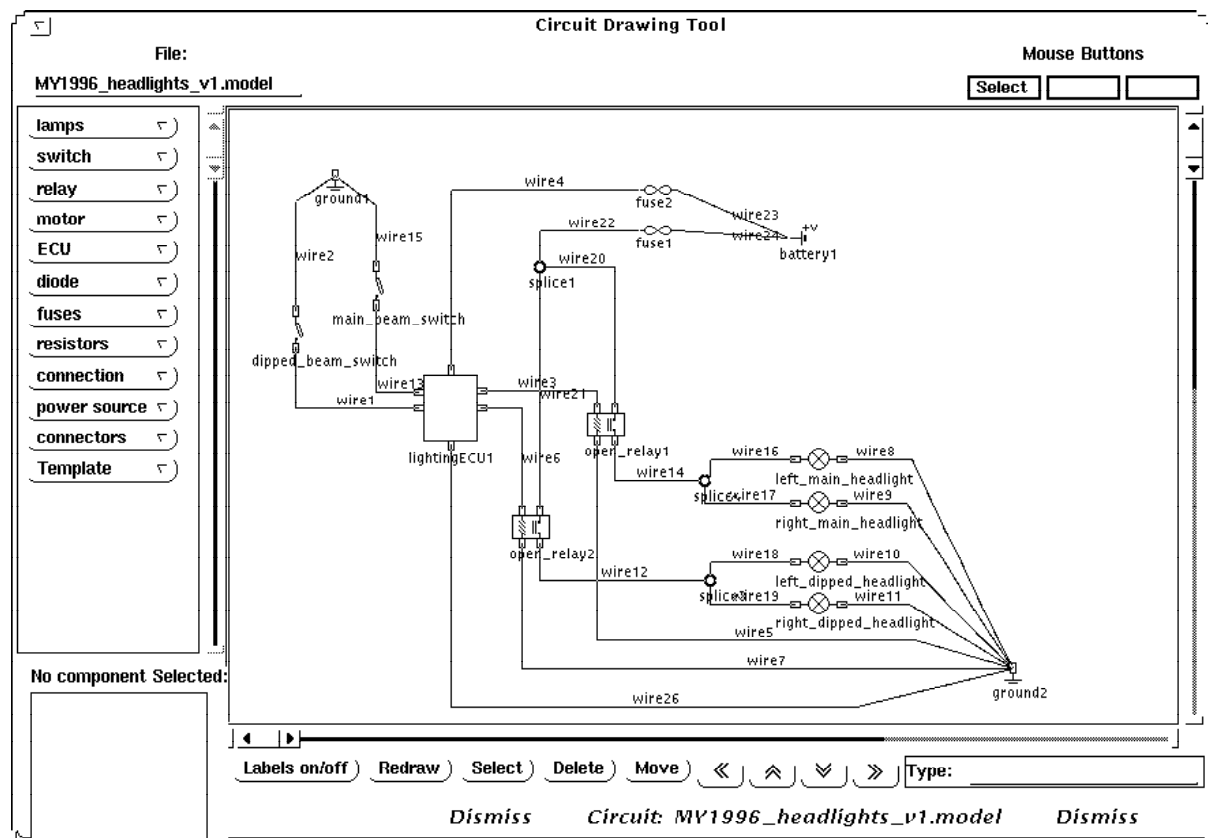 Circuit Drawing Tool
File:
Mouse Buttons
MY1996_headlights_v1.model
Select
lamps
switch
relay
motor
ECU
diode
fuses
resistors
connection
power source
connectors
Template
wire4
fuse2
ground1
wire23
wire22
wire24
+v
fuse1
battery1
wire15
wire2
wire20
splice1
main_beam_switch
dipped_beam_switch
wire13
wire3
wire21
wire1
lightingECU1
wire6
open_relay1
wire14
wire16
wire8
left_main_headlight
wire17
wire9
right_main_headlight
open_relay2
wire18
wire10
wire12
left_dipped_headlight
wire19
wire11
right_dipped_headlight
wire5
wire7
No component Selected:
ground2
wire26
Labels on/off
Redraw
Select
Delete
Move
Type:
Dismiss
Circuit: MY1996_headlights_v1.model
Dismiss